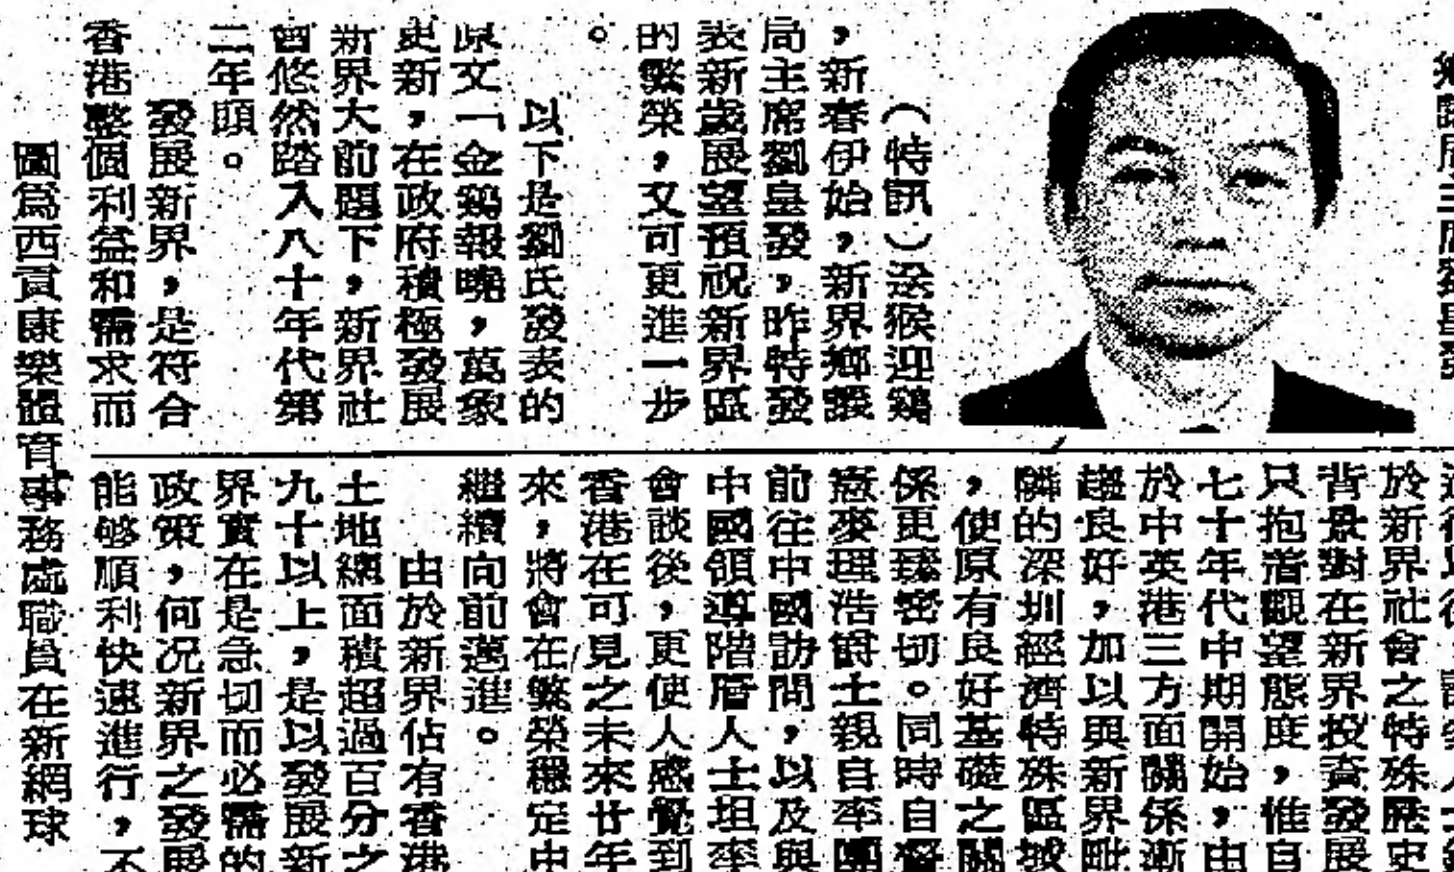 （特訊）送猴迎鷄
，新春伊始，新界鄉議
局主席劉皇發，昨特發
表新歲展望預祝新界區
的繁榮，又可更進一步
。
以下是劉氏發表的
原文「金鷄報曉，萬象
更新，在政府積極發展
新界大前題下，新界社
會悠然踏入八十年代第
二年頭。
發展新界，是符合
香港整個利益和需求而
於新界社會之特殊歷史
背景對在新界投資發展
只抱着觀望態度，惟自
七十年代中期開始，由
於中英港三方面關係漸
趨良好，加以與新界毗
隣的深圳經濟特殊區域
，使原有良好基礎之關
係更臻密切。同時自督
憲麥理浩爵士親自率團
前往中國訪問，以及與
中國領導階層人士坦率
會談後，更使人感覺到
香港在可見之未來廿年
來，將會在繁榮穩定中
繼續向前邁進。
由於新界佔有香港
土地總面積超過百分之
九十以上，是以發展新
界實在是急切而必需的
政策，何况新界之發展
能够順利快速進行，不
圖為西貢康樂體育事務處職員在新網球